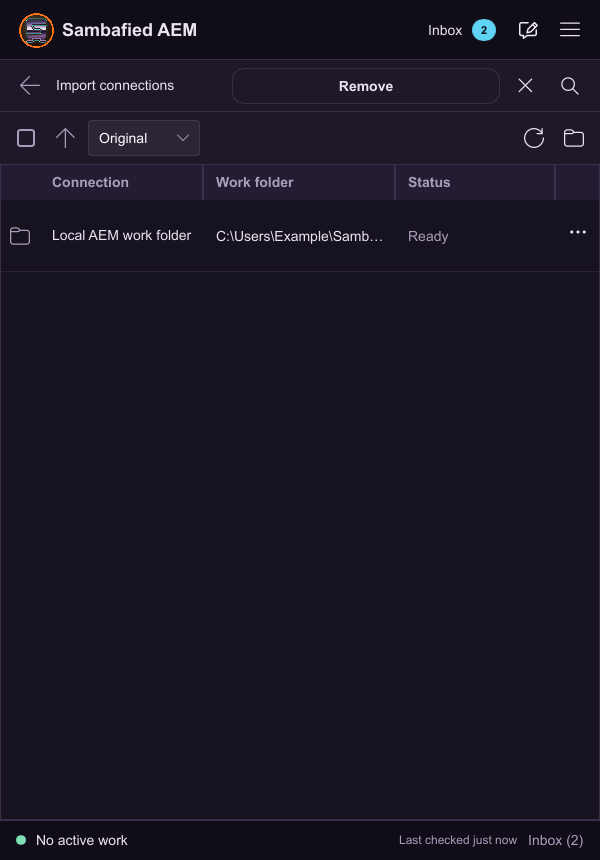 Sambafied AEM
Inbox 2
Import connections
Remove
Original
Connection Work folder Status
Local AEM work folder C:\Users\Example\Samb… Ready
No active work
Last checked just now Inbox (2)